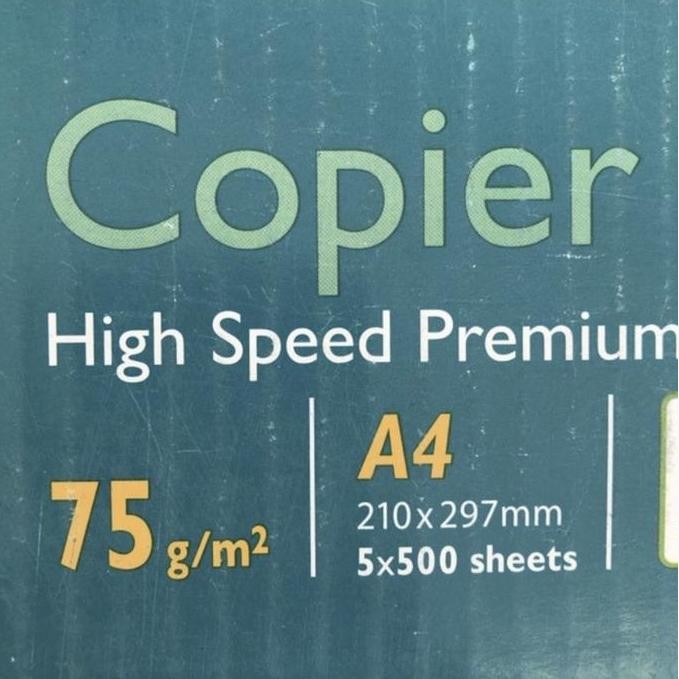 Copier
High Speed Premium
75 g/m²
A4
210x297mm
5x500 sheets